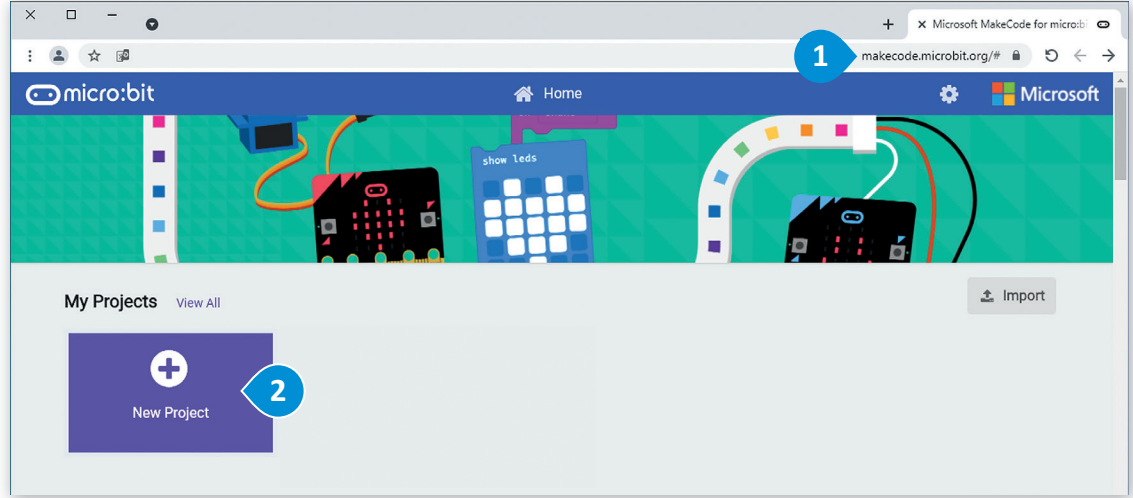 Microsoft MakeCode for micro:bi
makecode.microbit.org/#
1
micro:bit
Home
Microsoft
show leds
My Projects
View All
Import
New Project
2